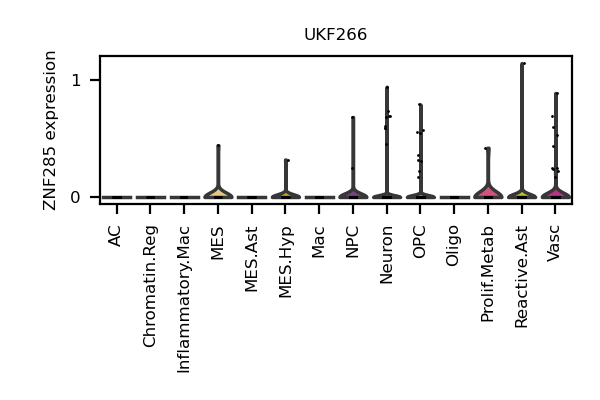 UKF266
ZNF285 expression
1
0
AC
Chromatin.Reg
Inflammatory.Mac
MES
MES.Ast
MES.Hyp
Mac
NPC
Neuron
OPC
Oligo
Prolif.Metab
Reactive.Ast
Vasc